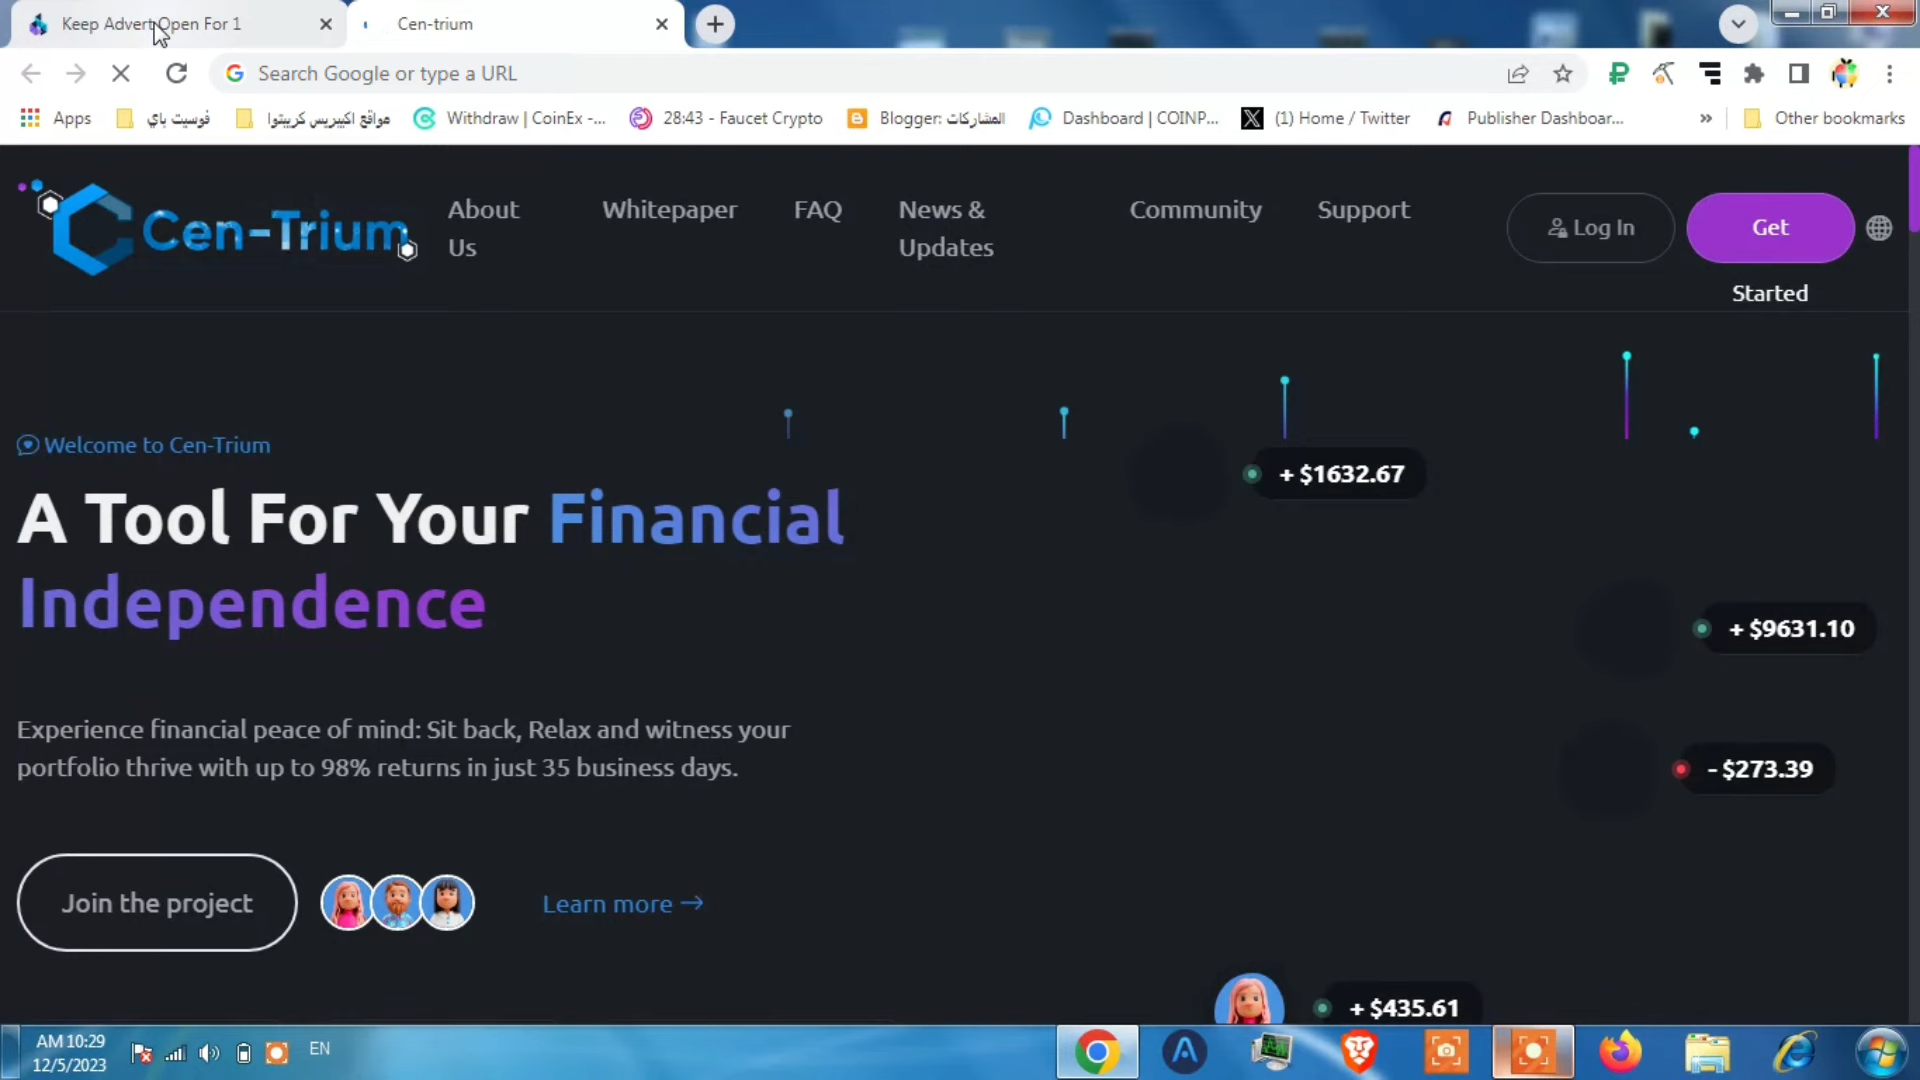 Keep Advert Open For 1
Cen-trium
Search Google or type a URL
Apps
فوسيت باي
مواقع اكبيريس كريبتوا
Withdraw | CoinEx -...
28:43 - Faucet Crypto
Blogger: المشاركات
Dashboard | COINP...
(1) Home / Twitter
Publisher Dashboar...
»
Other bookmarks
Cen-Trium
About
Us
Whitepaper
FAQ
News &
Updates
Community
Support
Log In
Get
Started
Welcome to Cen-Trium
A Tool For Your Financial
Independence
+ $1632.67
+ $9631.10
- $273.39
Experience financial peace of mind: Sit back, Relax and witness your
portfolio thrive with up to 98% returns in just 35 business days.
Join the project
Learn more →
+ $435.61
AM 10:29
12/5/2023
EN